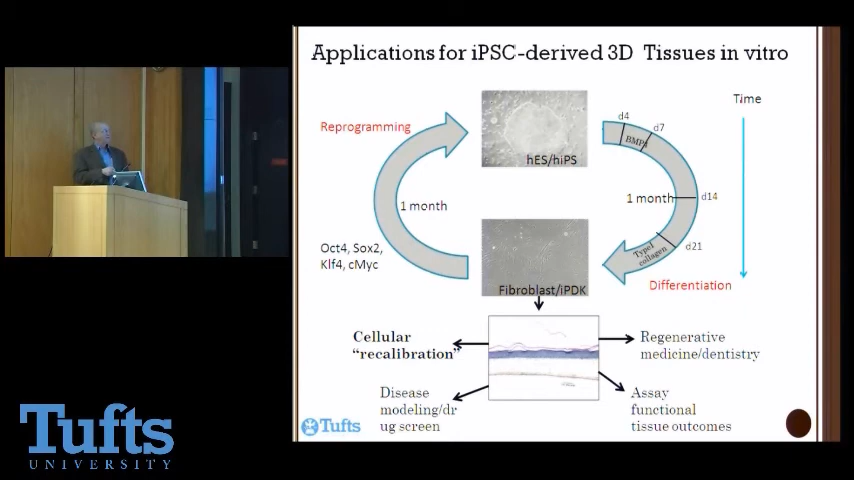 Applications for iPSC-derived 3D Tissues in vitro
Reprogramming
hES/hiPS
d4
d7
BMP4
Time
1 month
1 month
d14
Oct4, Sox2,
Klf4, cMyc
Type1
collagen
d21
Fibroblast/iPDK
Differentiation
Cellular
“recalibration”
Regenerative
medicine/dentistry
Disease
modeling/dr
ug screen
Assay
functional
tissue outcomes
Tufts
Tufts
UNIVERSITY